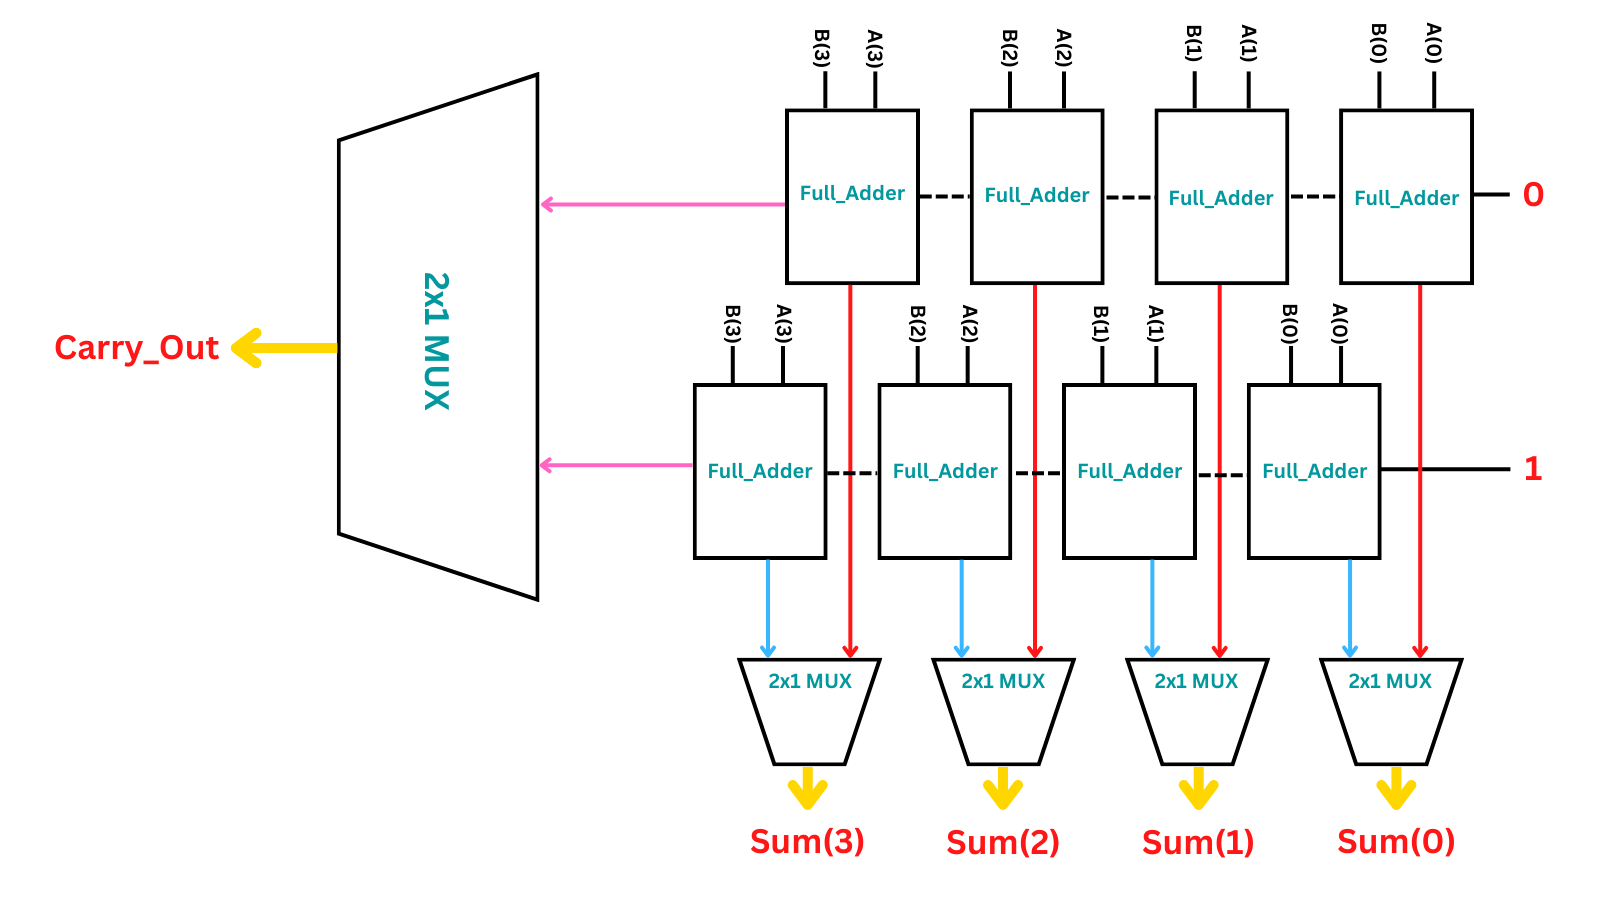 B(3) A(3) B(2) A(2) B(1) A(1) B(0) A(0)
Full_Adder Full_Adder Full_Adder Full_Adder 0
2x1 MUX
Carry_Out
B(3) A(3) B(2) A(2) B(1) A(1) B(0) A(0)
Full_Adder Full_Adder Full_Adder Full_Adder 1
2x1 MUX 2x1 MUX 2x1 MUX 2x1 MUX
Sum(3) Sum(2) Sum(1) Sum(0)